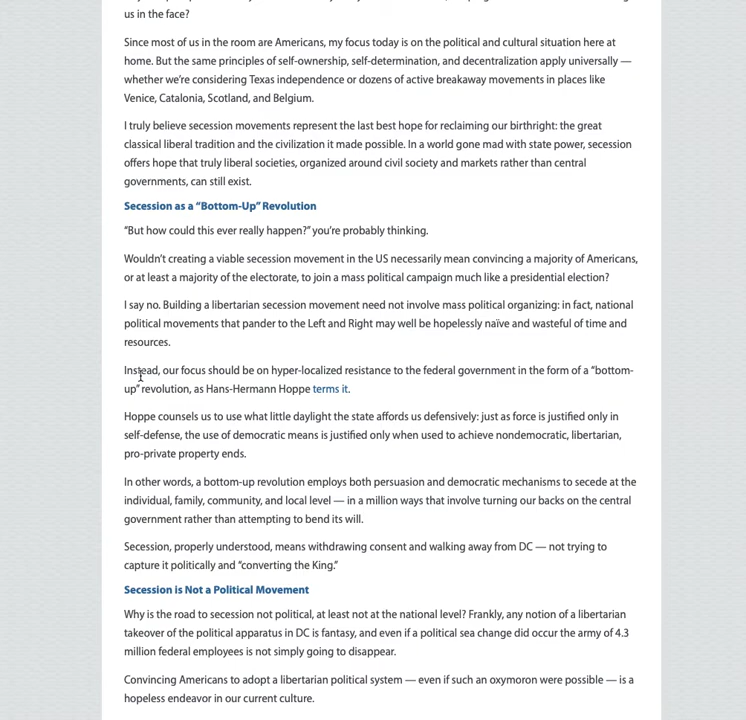 us in the face?
Since most of us in the room are Americans, my focus today is on the political and cultural situation here at
home. But the same principles of self-ownership, self-determination, and decentralization apply universally —
whether we're considering Texas independence or dozens of active breakaway movements in places like
Venice, Catalonia, Scotland, and Belgium.
I truly believe secession movements represent the last best hope for reclaiming our birthright: the great
classical liberal tradition and the civilization it made possible. In a world gone mad with state power, secession
offers hope that truly liberal societies, organized around civil society and markets rather than central
governments, can still exist.
Secession as a “Bottom-Up” Revolution
“But how could this ever really happen?” you're probably thinking.
Wouldn't creating a viable secession movement in the US necessarily mean convincing a majority of Americans,
or at least a majority of the electorate, to join a mass political campaign much like a presidential election?
I say no. Building a libertarian secession movement need not involve mass political organizing: in fact, national
political movements that pander to the Left and Right may well be hopelessly naïve and wasteful of time and
resources.
Instead, our focus should be on hyper-localized resistance to the federal government in the form of a “bottom-
up” revolution, as Hans-Hermann Hoppe terms it.
Hoppe counsels us to use what little daylight the state affords us defensively: just as force is justified only in
self-defense, the use of democratic means is justified only when used to achieve nondemocratic, libertarian,
pro-private property ends.
In other words, a bottom-up revolution employs both persuasion and democratic mechanisms to secede at the
individual, family, community, and local level — in a million ways that involve turning our backs on the central
government rather than attempting to bend its will.
Secession, properly understood, means withdrawing consent and walking away from DC — not trying to
capture it politically and “converting the King.”
Secession is Not a Political Movement
Why is the road to secession not political, at least not at the national level? Frankly, any notion of a libertarian
takeover of the political apparatus in DC is fantasy, and even if a political sea change did occur the army of 4.3
million federal employees is not simply going to disappear.
Convincing Americans to adopt a libertarian political system — even if such an oxymoron were possible — is a
hopeless endeavor in our current culture.